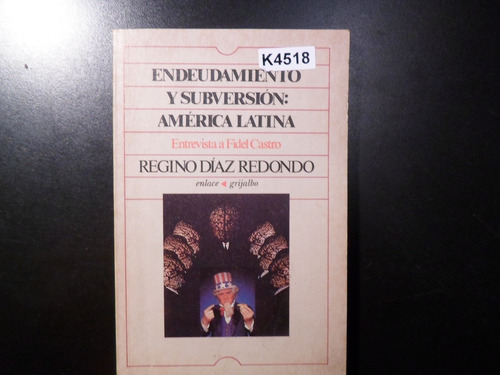 K4518
ENDEUDAMIENTO
Y SUBVERSIÓN:
AMÉRICA LATINA
Entrevista a Fidel Castro
REGINO DÍAZ REDONDO
enlace grijalbo